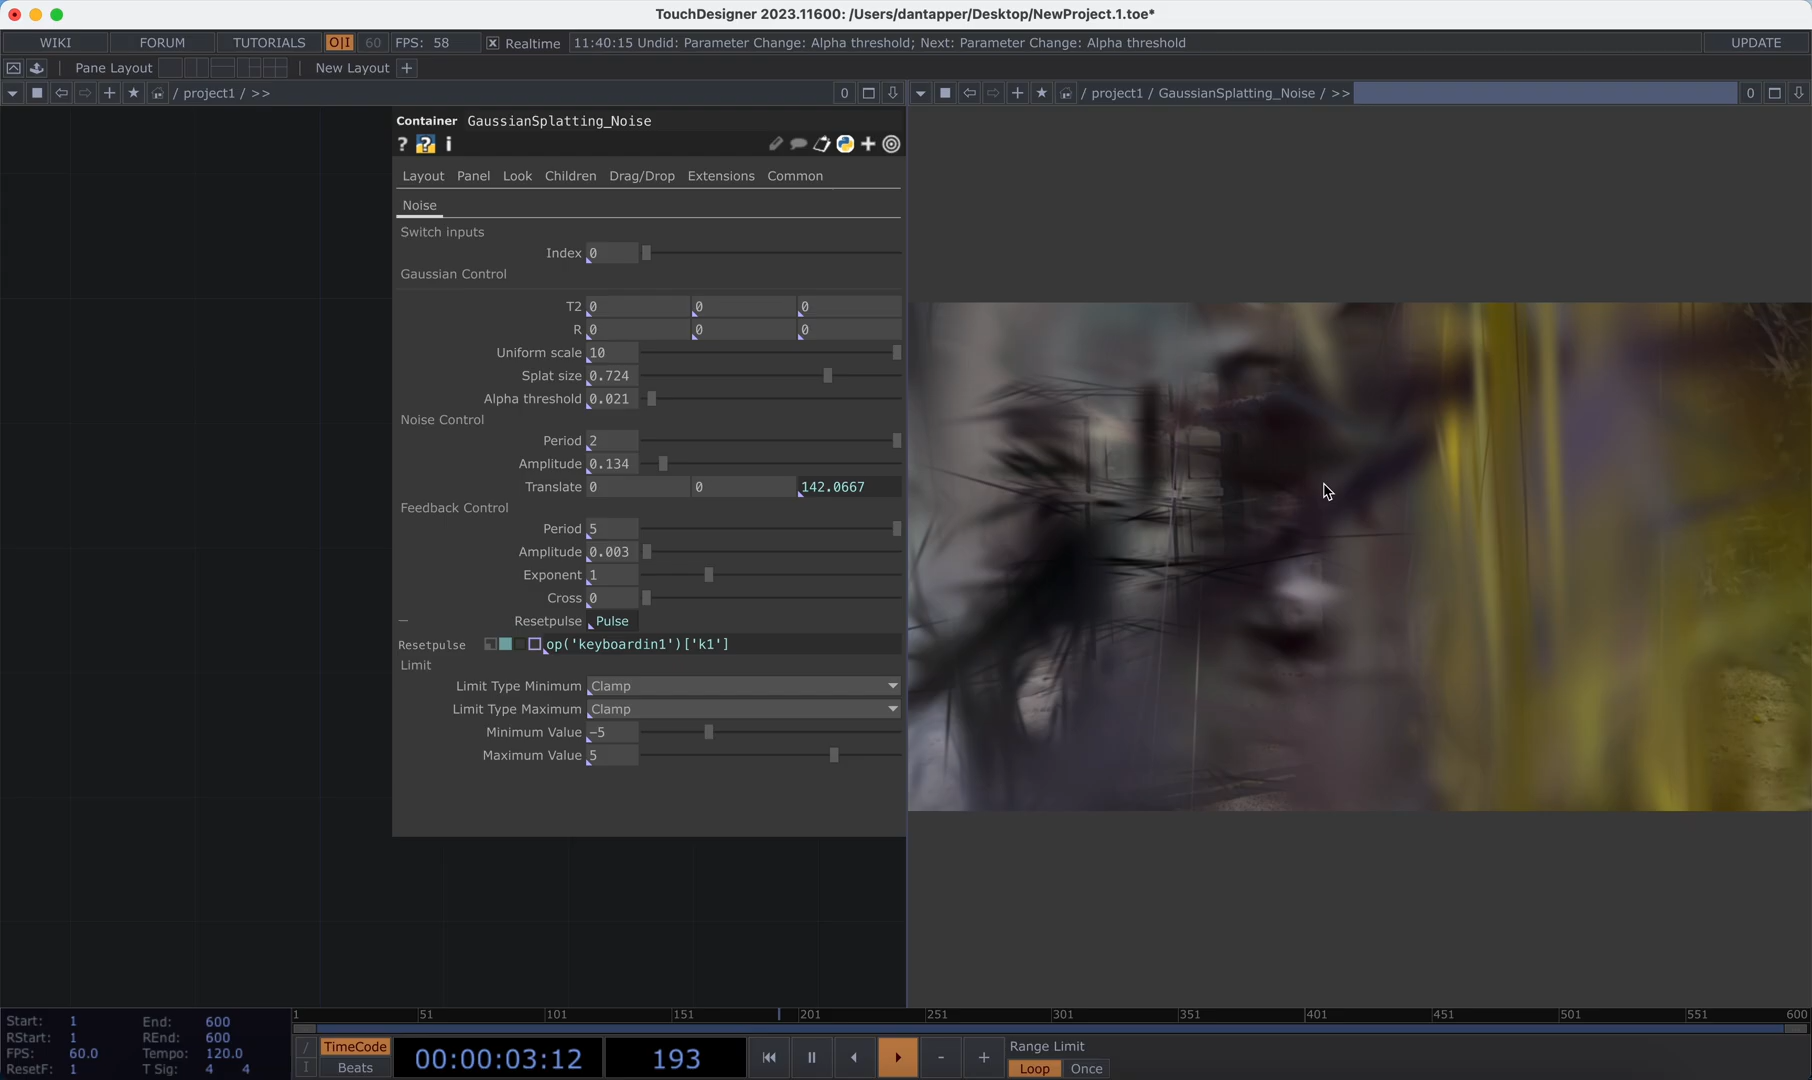 TouchDesigner 2023.11600: /Users/dantapper/Desktop/NewProject.1.toe*
WIKI FORUM TUTORIALS O|I 60 FPS: 58 Realtime 11:40:15 Undid: Parameter Change: Alpha threshold; Next: Parameter Change: Alpha threshold UPDATE
Pane Layout New Layout +
/ project1 / >> 0
/ project1 / GaussianSplatting_Noise / >> 0
Container GaussianSplatting_Noise
? ? i
Layout Panel Look Children Drag/Drop Extensions Common
Noise
Switch inputs
Index 0
Gaussian Control
T2 0 0 0
R 0 0 0
Uniform scale 10
Splat size 0.724
Alpha threshold 0.021
Noise Control
Period 2
Amplitude 0.134
Translate 0 0 142.0667
Feedback Control
Period 5
Amplitude 0.003
Exponent 1
Cross 0
Resetpulse Pulse
Resetpulse op('keyboardin1')['k1']
Limit
Limit Type Minimum Clamp
Limit Type Maximum Clamp
Minimum Value -5
Maximum Value 5
1 51 101 151 201 251 301 351 401 451 501 551 600
Start: 1 End: 600
RStart: 1 REnd: 600
FPS: 60.0 Tempo: 120.0
ResetF: 1 T Sig: 4 4
/ I
TimeCode
Beats
00:00:03:12 193
- +
Range Limit
Loop Once